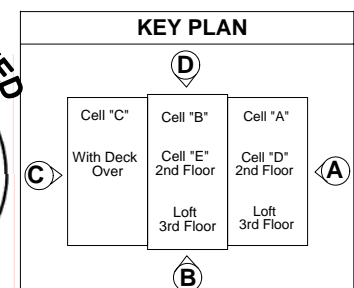 KEY PLAN
ED
D
Cell "C"
With Deck
Over
Cell "B"
Cell "E"
2nd Floor
Loft
3rd Floor
Cell "A"
Cell "D"
2nd Floor
Loft
3rd Floor
C
A
B